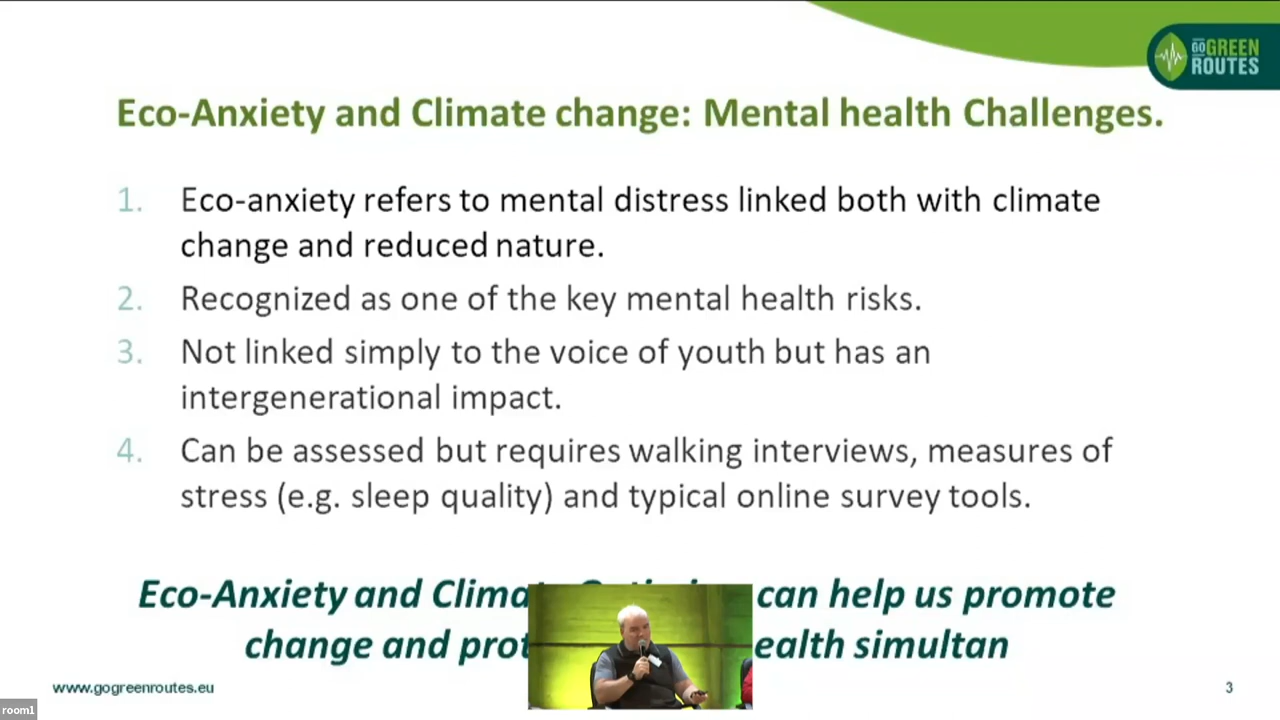 GO GREEN
ROUTES
Eco-Anxiety and Climate change: Mental health Challenges.
1. Eco-anxiety refers to mental distress linked both with climate
change and reduced nature.
2. Recognized as one of the key mental health risks.
3. Not linked simply to the voice of youth but has an
intergenerational impact.
4. Can be assessed but requires walking interviews, measures of
stress (e.g. sleep quality) and typical online survey tools.
Eco-Anxiety and can help us promote
change and simultan
www.gogreenroutes.eu
3
room1